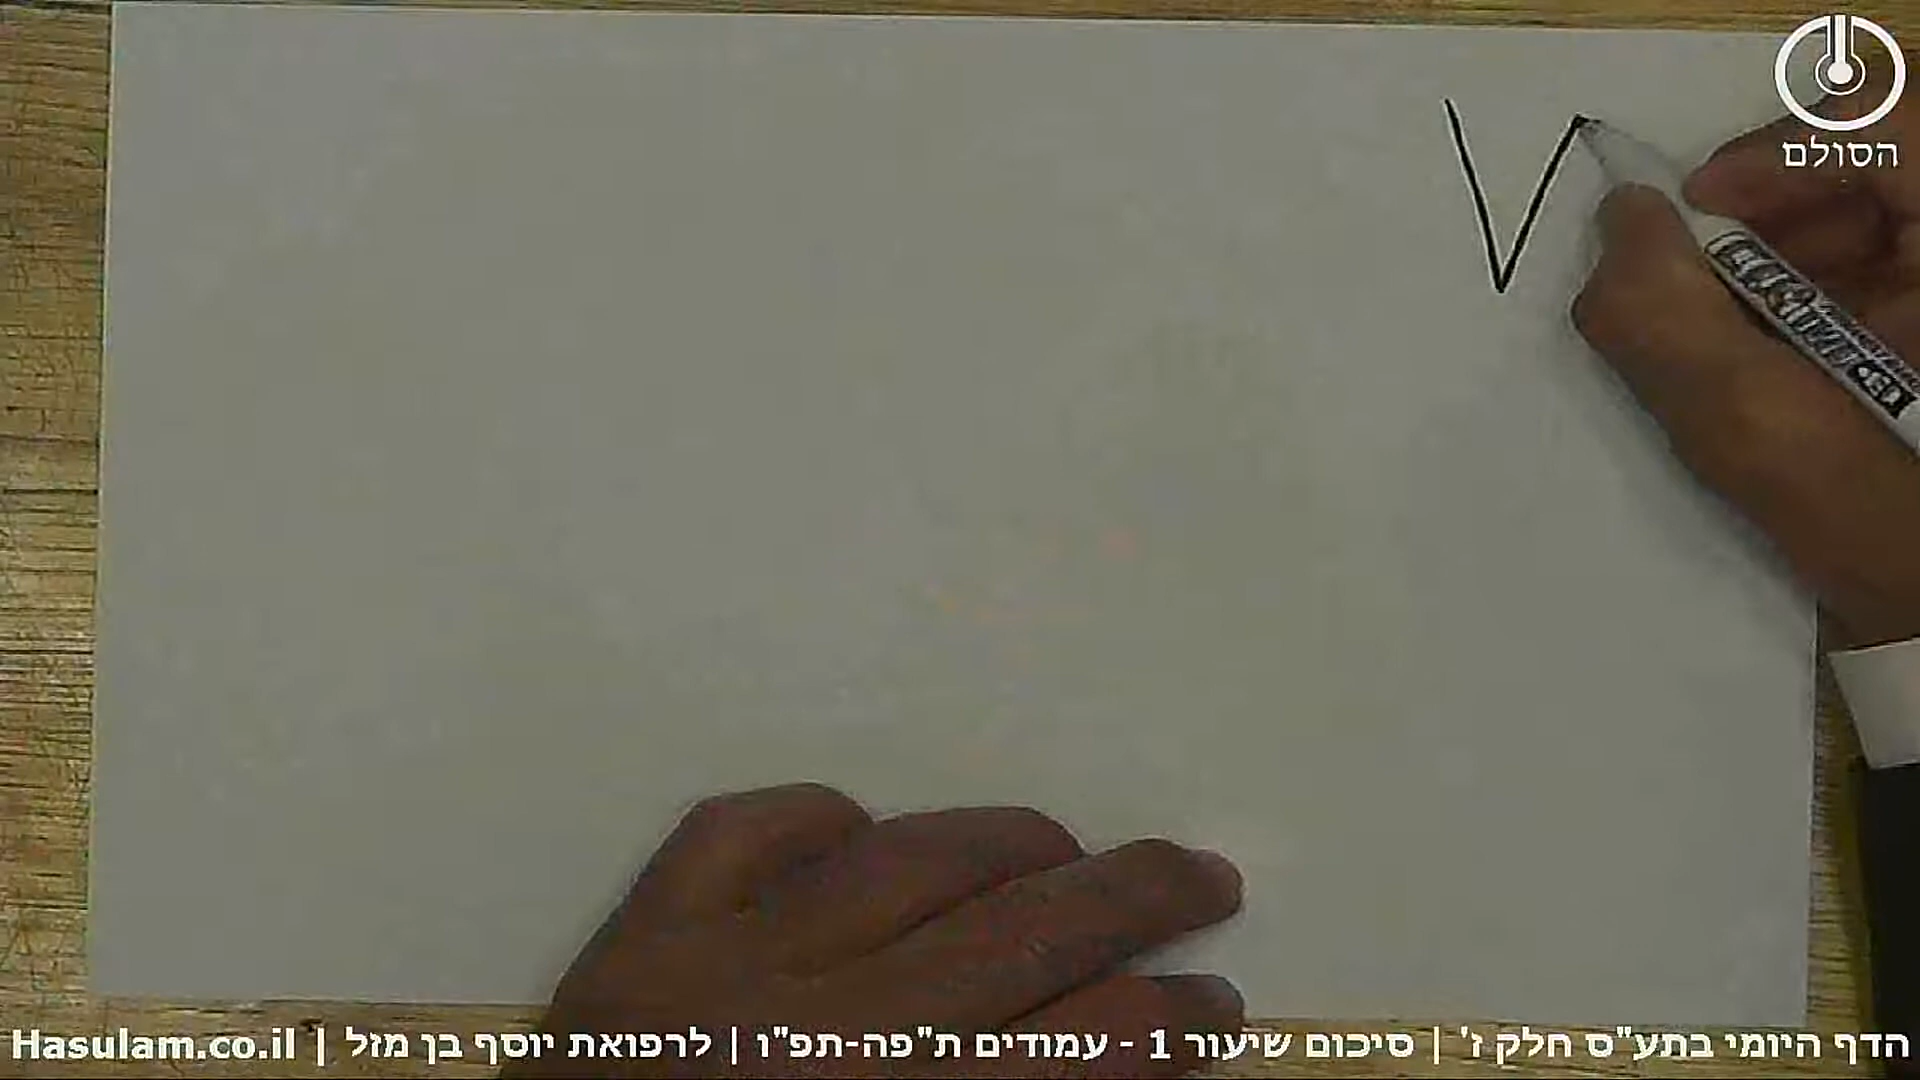 הסולם
V
הדף היומי בתע"ס חלק ז' | סיכום שיעור 1 - עמודים ת"פה-תפ"ו | לרפואת יוסף בן מזל | Hasulam.co.il